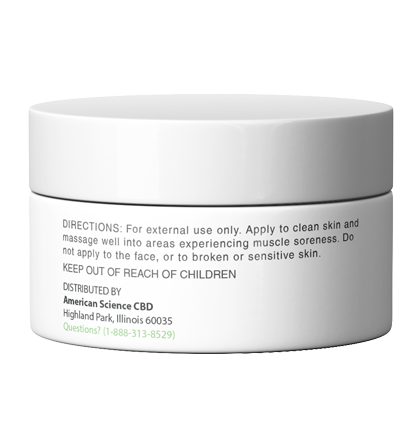 DIRECTIONS: For external use only. Apply to clean skin and
massage well into areas experiencing muscle soreness. Do
not apply to the face, or to broken or sensitive skin.
KEEP OUT OF REACH OF CHILDREN
DISTRIBUTED BY
American Science CBD
Highland Park, Illinois 60035
Questions? (1-888-313-8529)